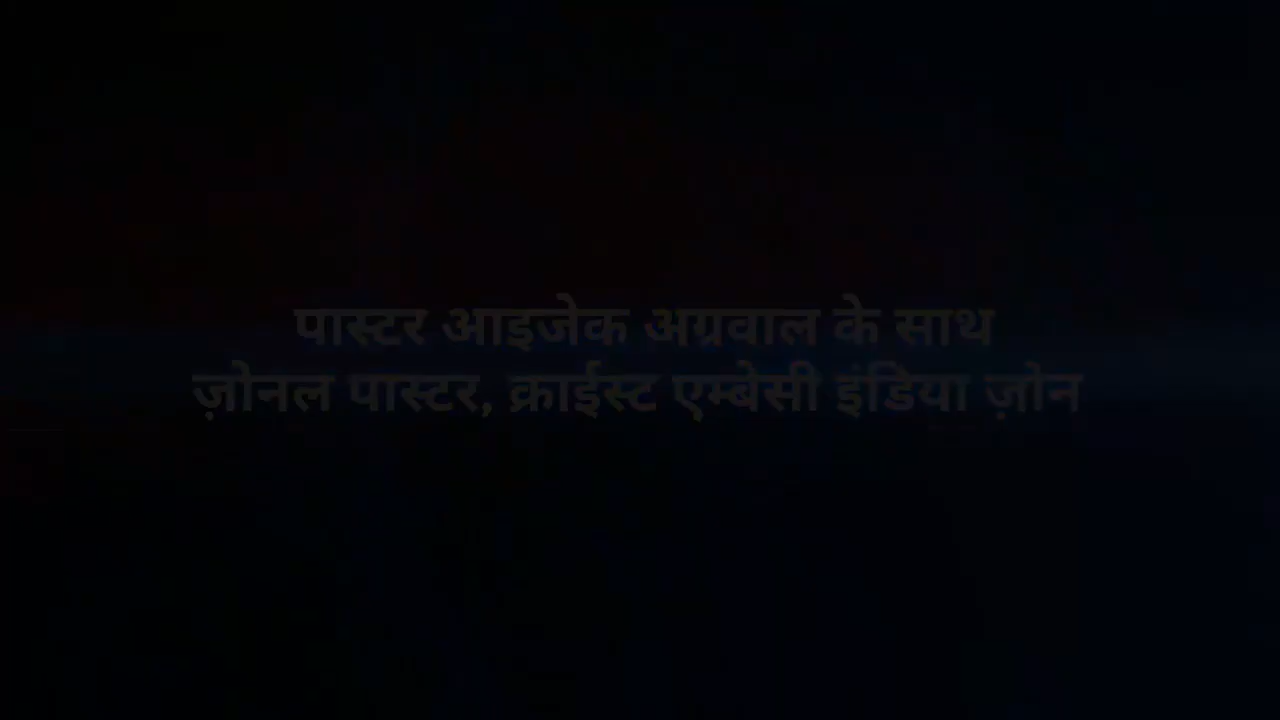 पास्टर आइजेक अग्रवाल के साथ
ज़ोनल पास्टर, क्राईस्ट एम्बेसी इंडिया ज़ोन